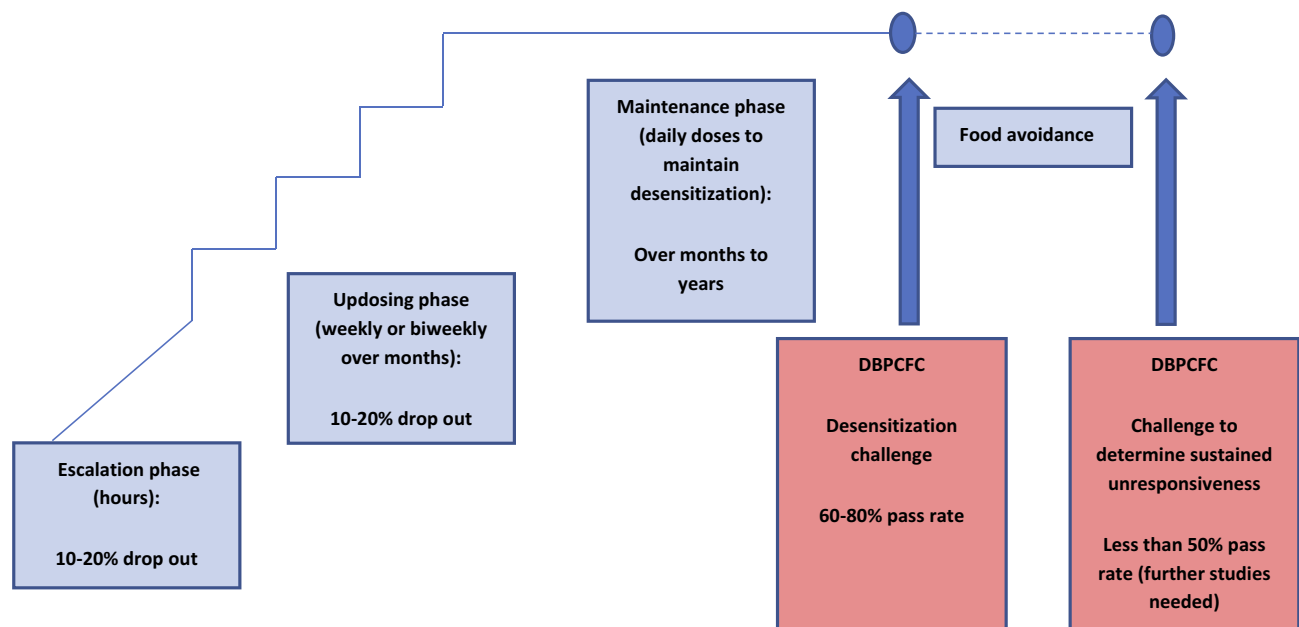 Maintenance phase
(daily doses to
maintain
desensitization):
Over months to
years
Food avoidance
Updosing phase
(weekly or biweekly
over months):
10-20% drop out
Escalation phase
(hours):
10-20% drop out
DBPCFC
Desensitization
challenge
60-80% pass rate
DBPCFC
Challenge to
determine sustained
unresponsiveness
Less than 50% pass
rate (further studies
needed)